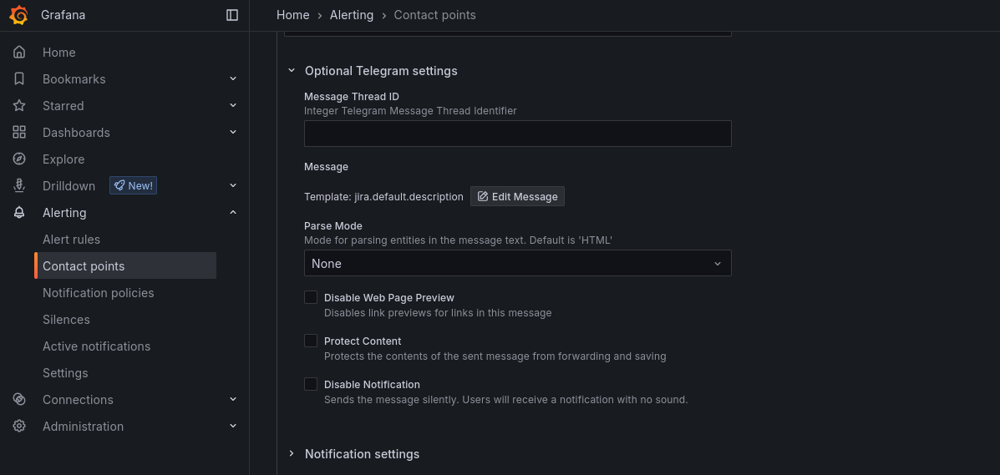 Grafana
Home › Alerting › Contact points
Home
Bookmarks
Starred
Dashboards
Explore
Drilldown New!
Alerting
Alert rules
Contact points
Notification policies
Silences
Active notifications
Settings
Connections
Administration
Optional Telegram settings
Message Thread ID
Integer Telegram Message Thread Identifier
Message
Template: jira.default.description Edit Message
Parse Mode
Mode for parsing entities in the message text. Default is 'HTML'
None
Disable Web Page Preview
Disables link previews for links in this message
Protect Content
Protects the contents of the sent message from forwarding and saving
Disable Notification
Sends the message silently. Users will receive a notification with no sound.
Notification settings